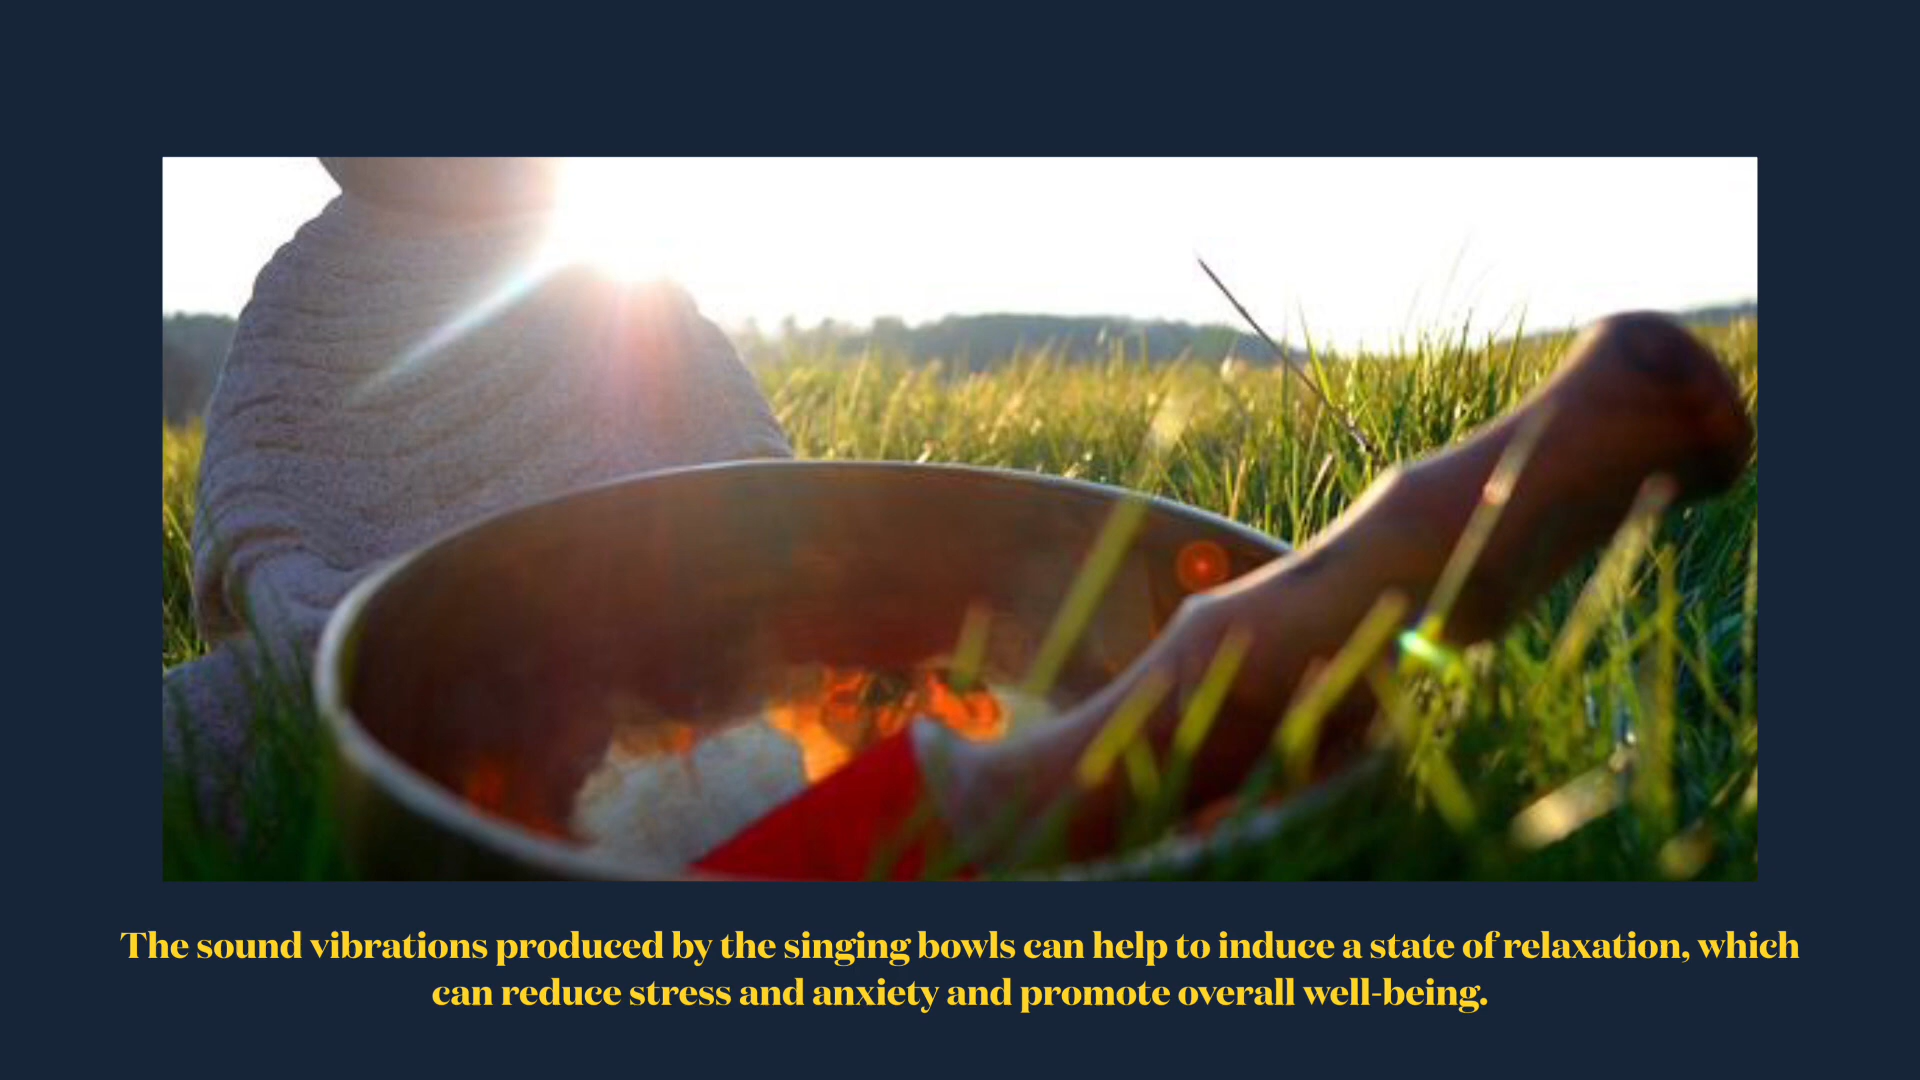 The sound vibrations produced by the singing bowls can help to induce a state of relaxation, which
can reduce stress and anxiety and promote overall well-being.